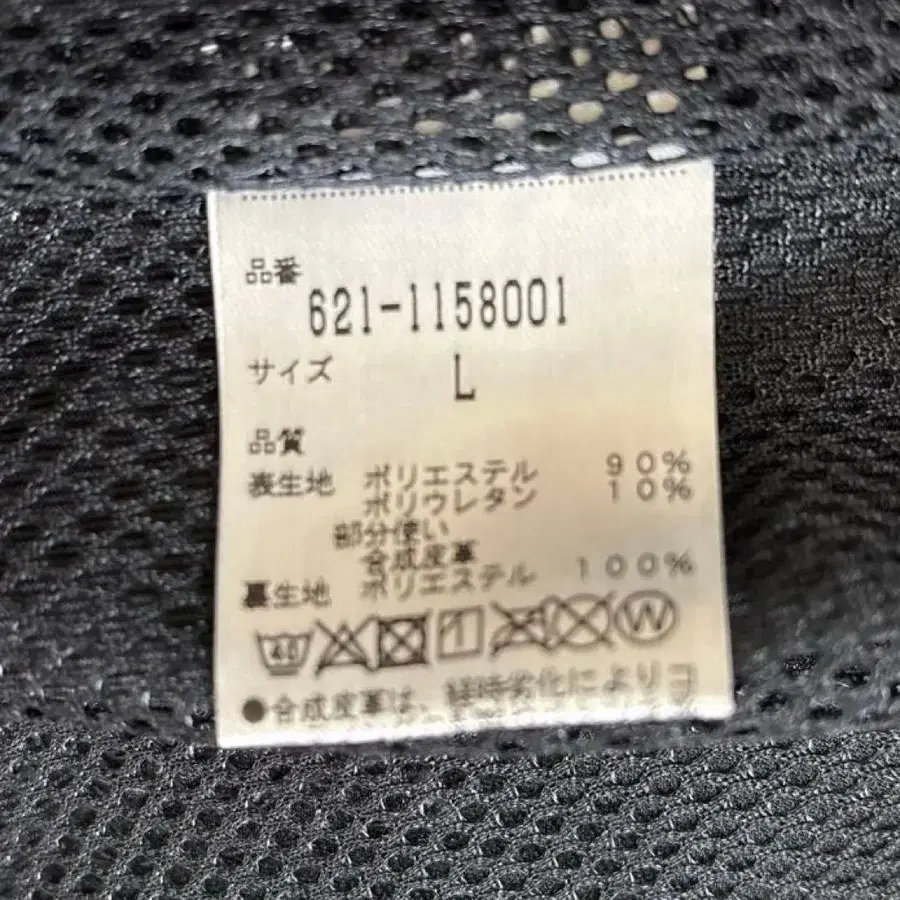 品番
621-1158001
サイズ L
品質
表生地 ポリエステル 90%
ポリウレタン 10%
部分使い
合成皮革
裏生地 ポリエステル 100%
40 W
●合成皮革は、経時劣化によりコ